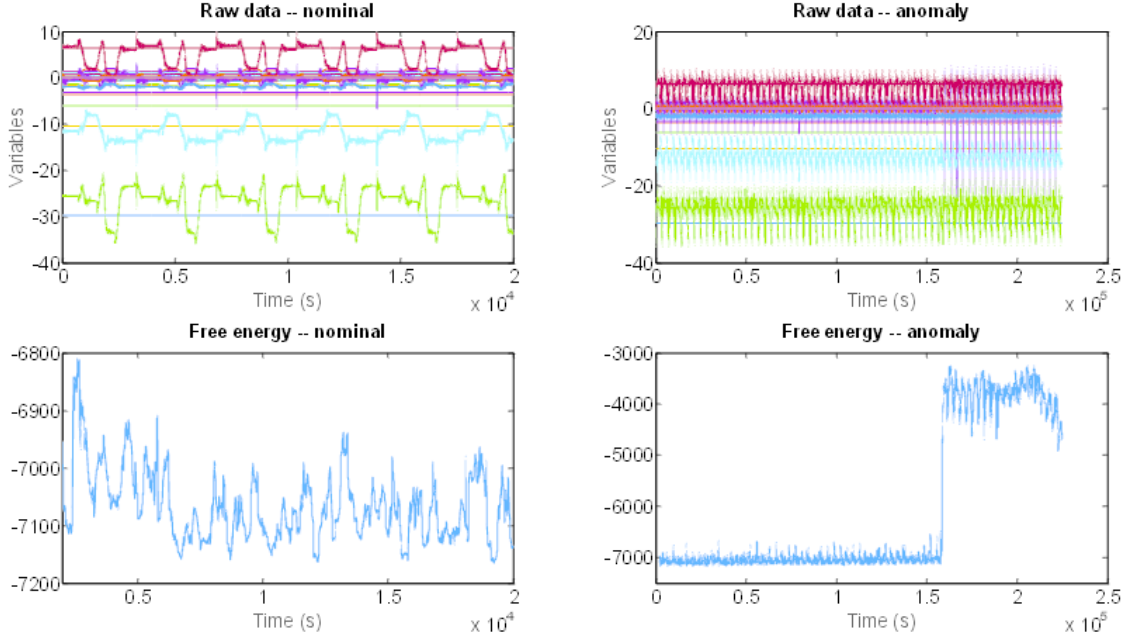 Raw data -- nominal
Variables
10
0
-10
-20
-30
-40
0 0.5 1 1.5 2
Time (s)
x 10^4
Raw data -- anomaly
20
0
-20
-40
0 0.5 1 1.5 2 2.5
Time (s)
x 10^5
Free energy -- nominal
-6800
-6900
-7000
-7100
-7200
0.5 1 1.5 2
Time (s)
x 10^4
Free energy -- anomaly
-3000
-4000
-5000
-6000
-7000
0 0.5 1 1.5 2 2.5
Time (s)
x 10^5